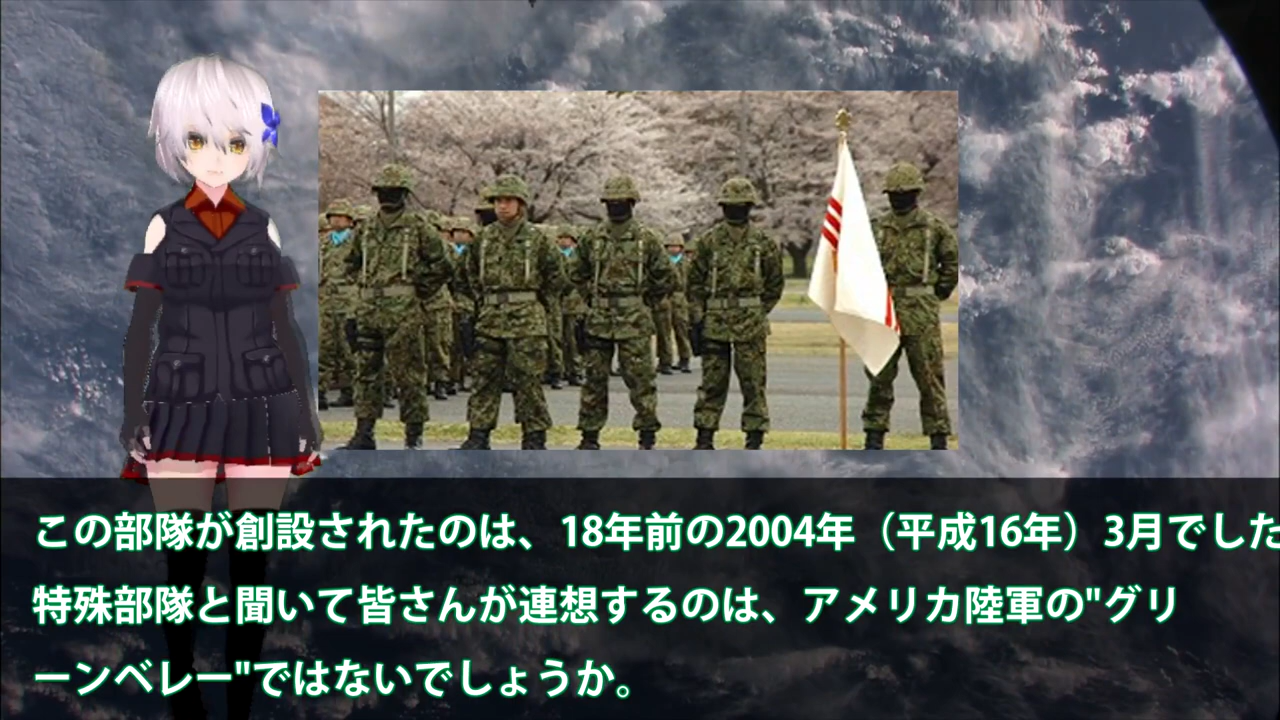 この部隊が創設されたのは、18年前の2004年（平成16年）3月でした
特殊部隊と聞いて皆さんが連想するのは、アメリカ陸軍の"グリ
ーンベレー"ではないでしょうか。